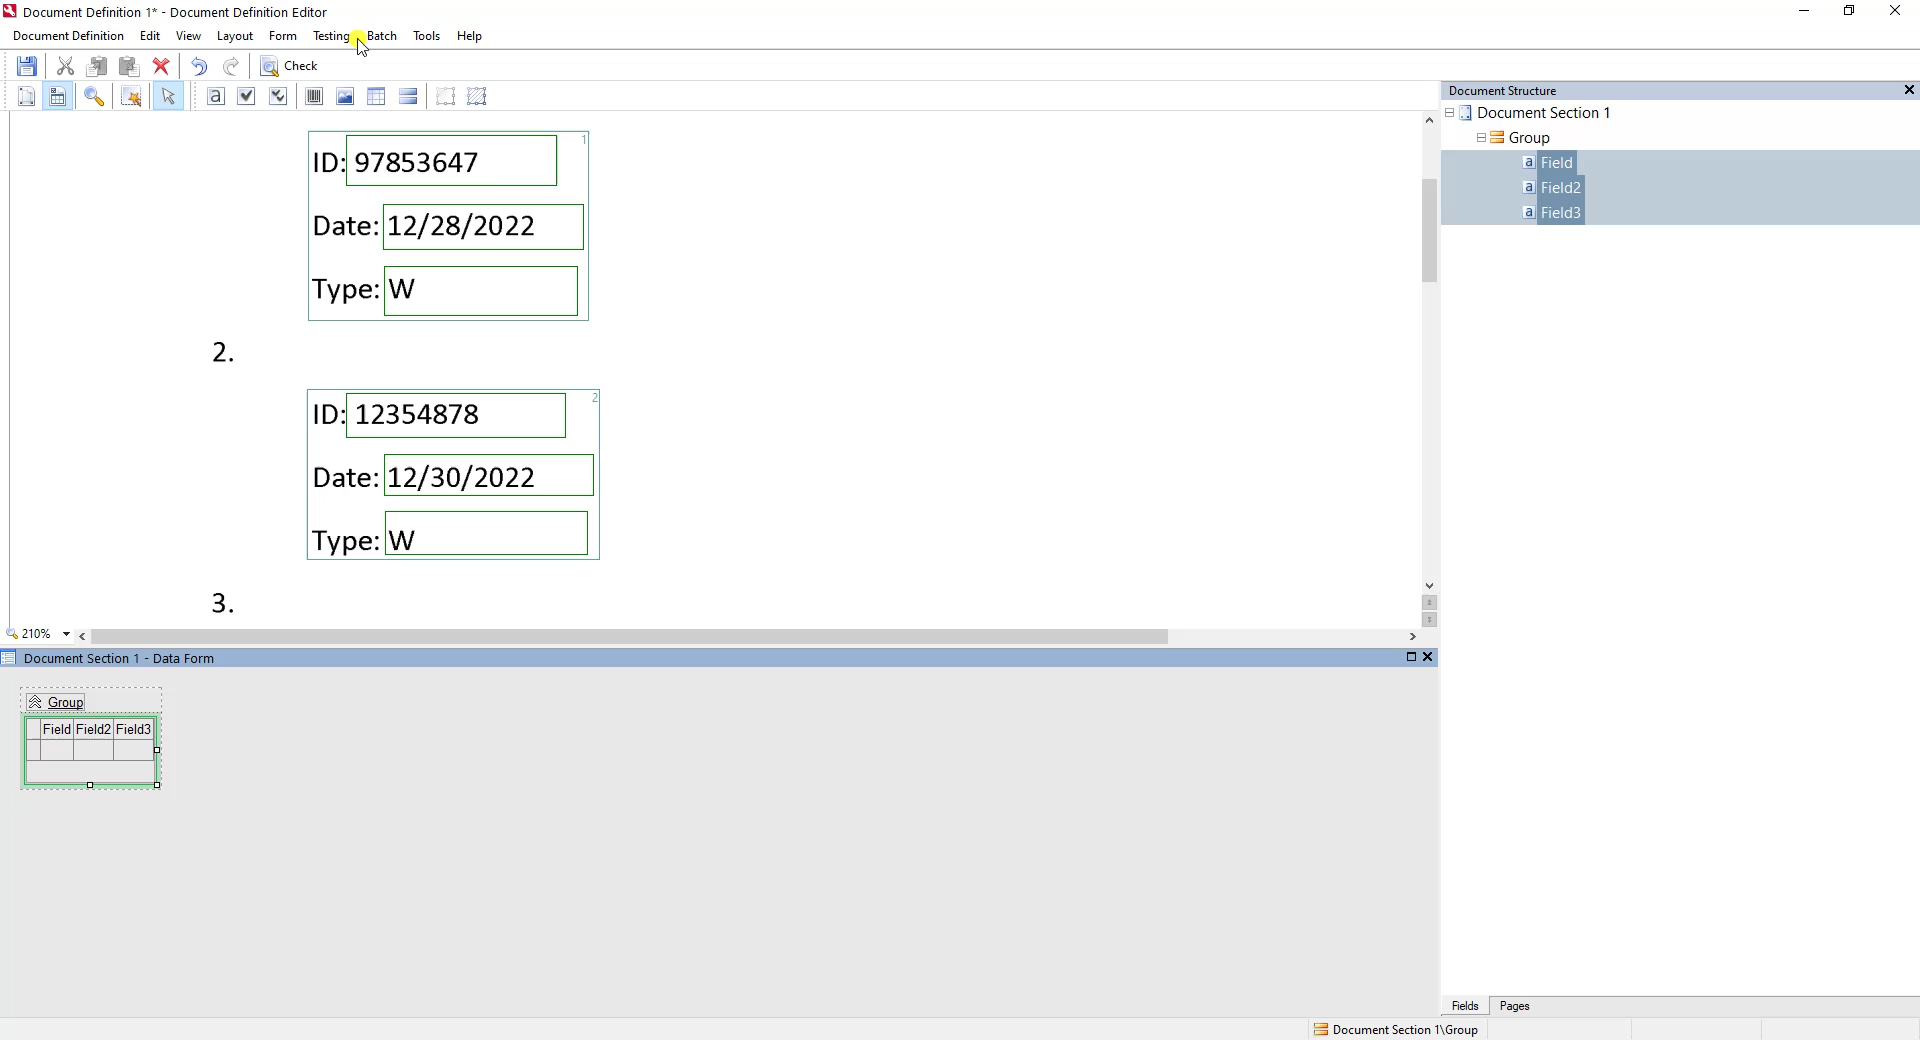 Document Definition 1* - Document Definition Editor
Document Definition Edit View Layout Form Testing Batch Tools Help
Check
ID: 97853647
1
Date: 12/28/2022
Type: W
2.
ID: 12354878
2
Date: 12/30/2022
Type: W
3.
210%
Document Section 1 - Data Form
Group
Field Field2 Field3
Document Structure
Document Section 1
Group
a Field
a Field2
a Field3
Fields Pages
Document Section 1\Group